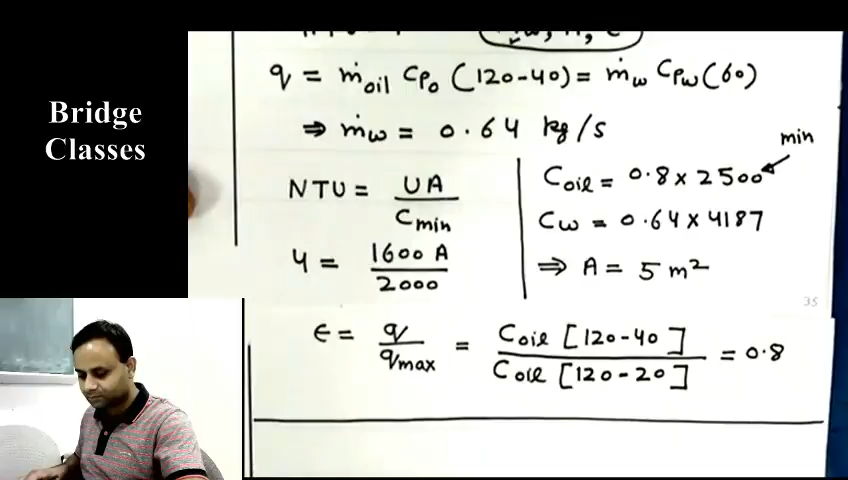 Bridge
Classes
q = ṁoil Cpo (120-40) = ṁw Cpw (60)
⇒ ṁw = 0.64 kg/s
min
NTU = UA / Cmin
Coil = 0.8 × 2500
Cw = 0.64 × 4187
4 = 1600 A / 2000
⇒ A = 5 m²
35
ϵ = q / qmax = Coil [120-40] / Coil [120-20] = 0.8